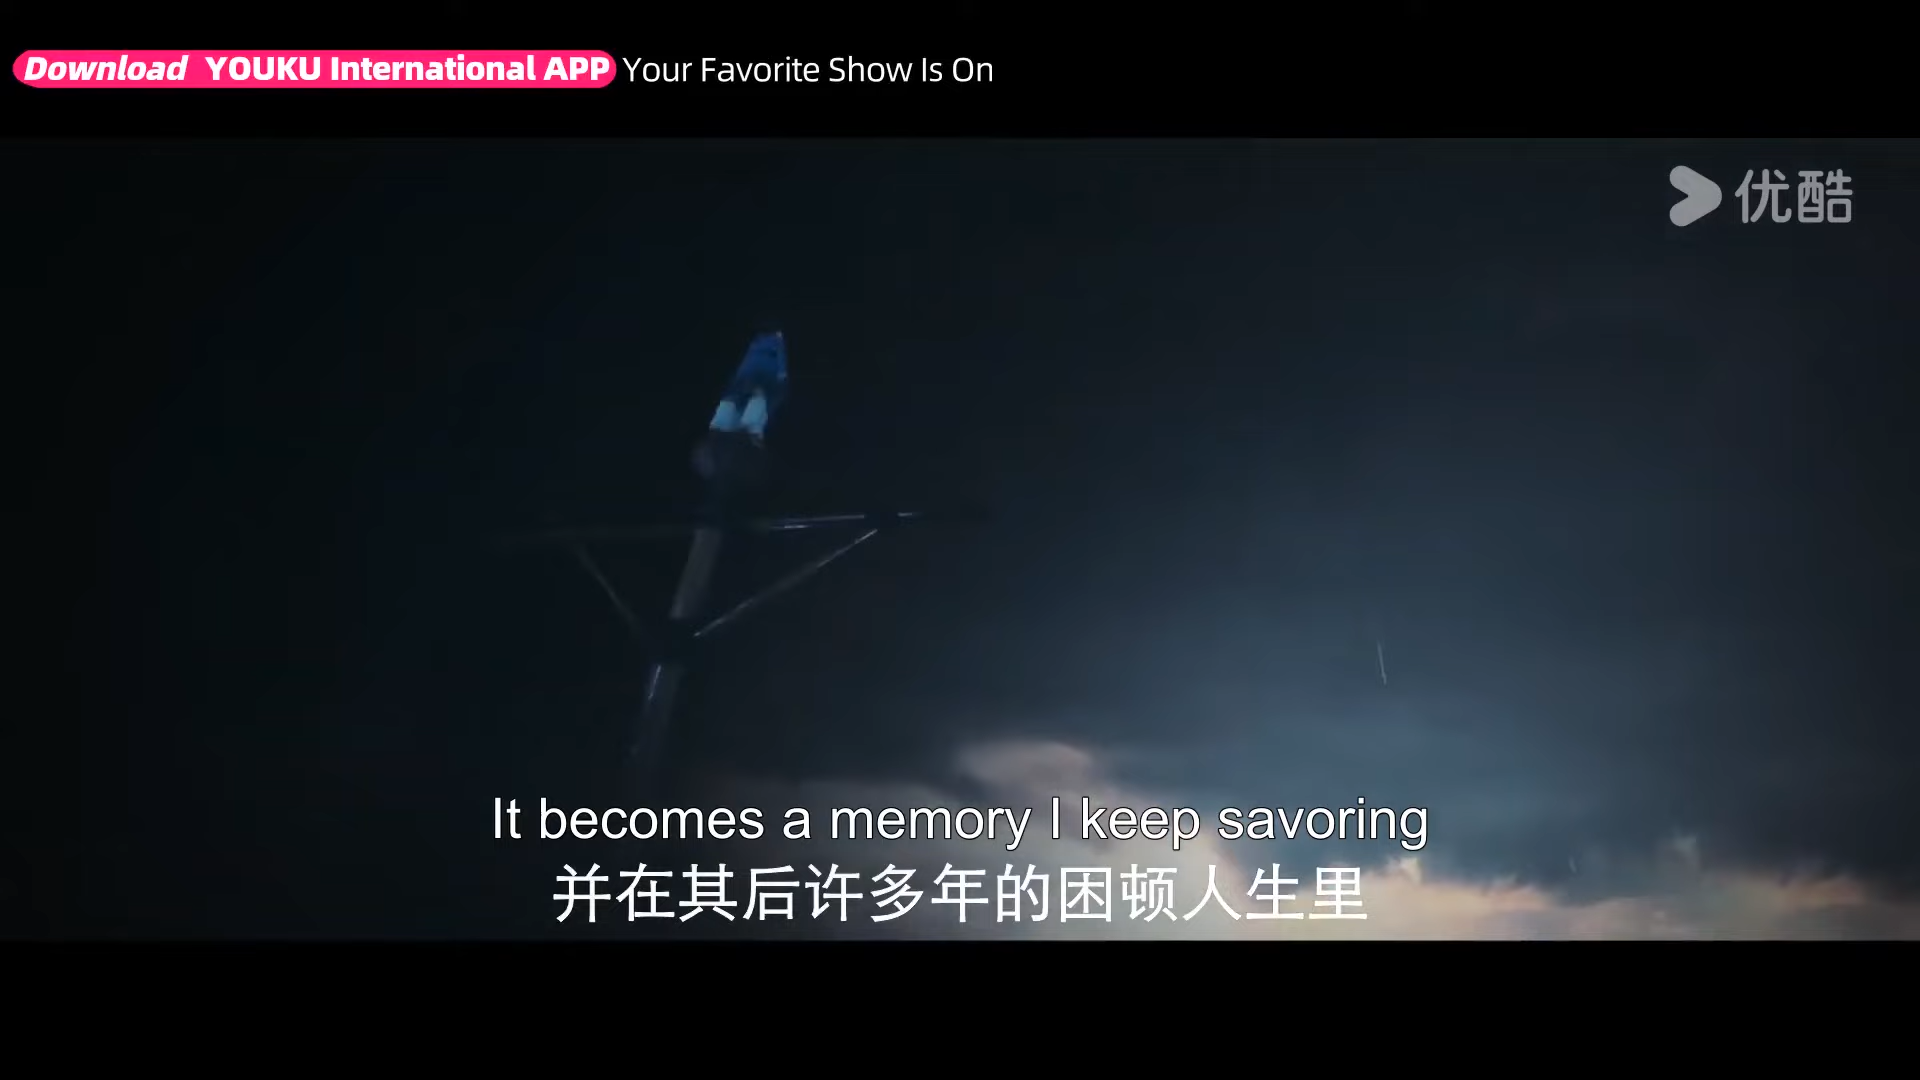 Download YOUKU International APP Your Favorite Show Is On
优酷
It becomes a memory I keep savoring
并在其后许多年的困顿人生里